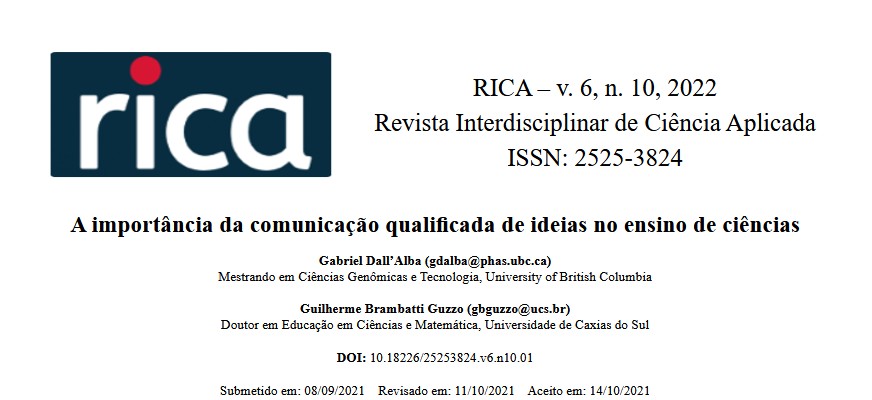 rica
RICA – v. 6, n. 10, 2022
Revista Interdisciplinar de Ciência Aplicada
ISSN: 2525-3824
A importância da comunicação qualificada de ideias no ensino de ciências
Gabriel Dall’Alba (gdalba@phas.ubc.ca)
Mestrando em Ciências Genômicas e Tecnologia, University of British Columbia
Guilherme Brambatti Guzzo (gbguzzo@ucs.br)
Doutor em Educação em Ciências e Matemática, Universidade de Caxias do Sul
DOI: 10.18226/25253824.v6.n10.01
Submetido em: 08/09/2021 Revisado em: 11/10/2021 Aceito em: 14/10/2021